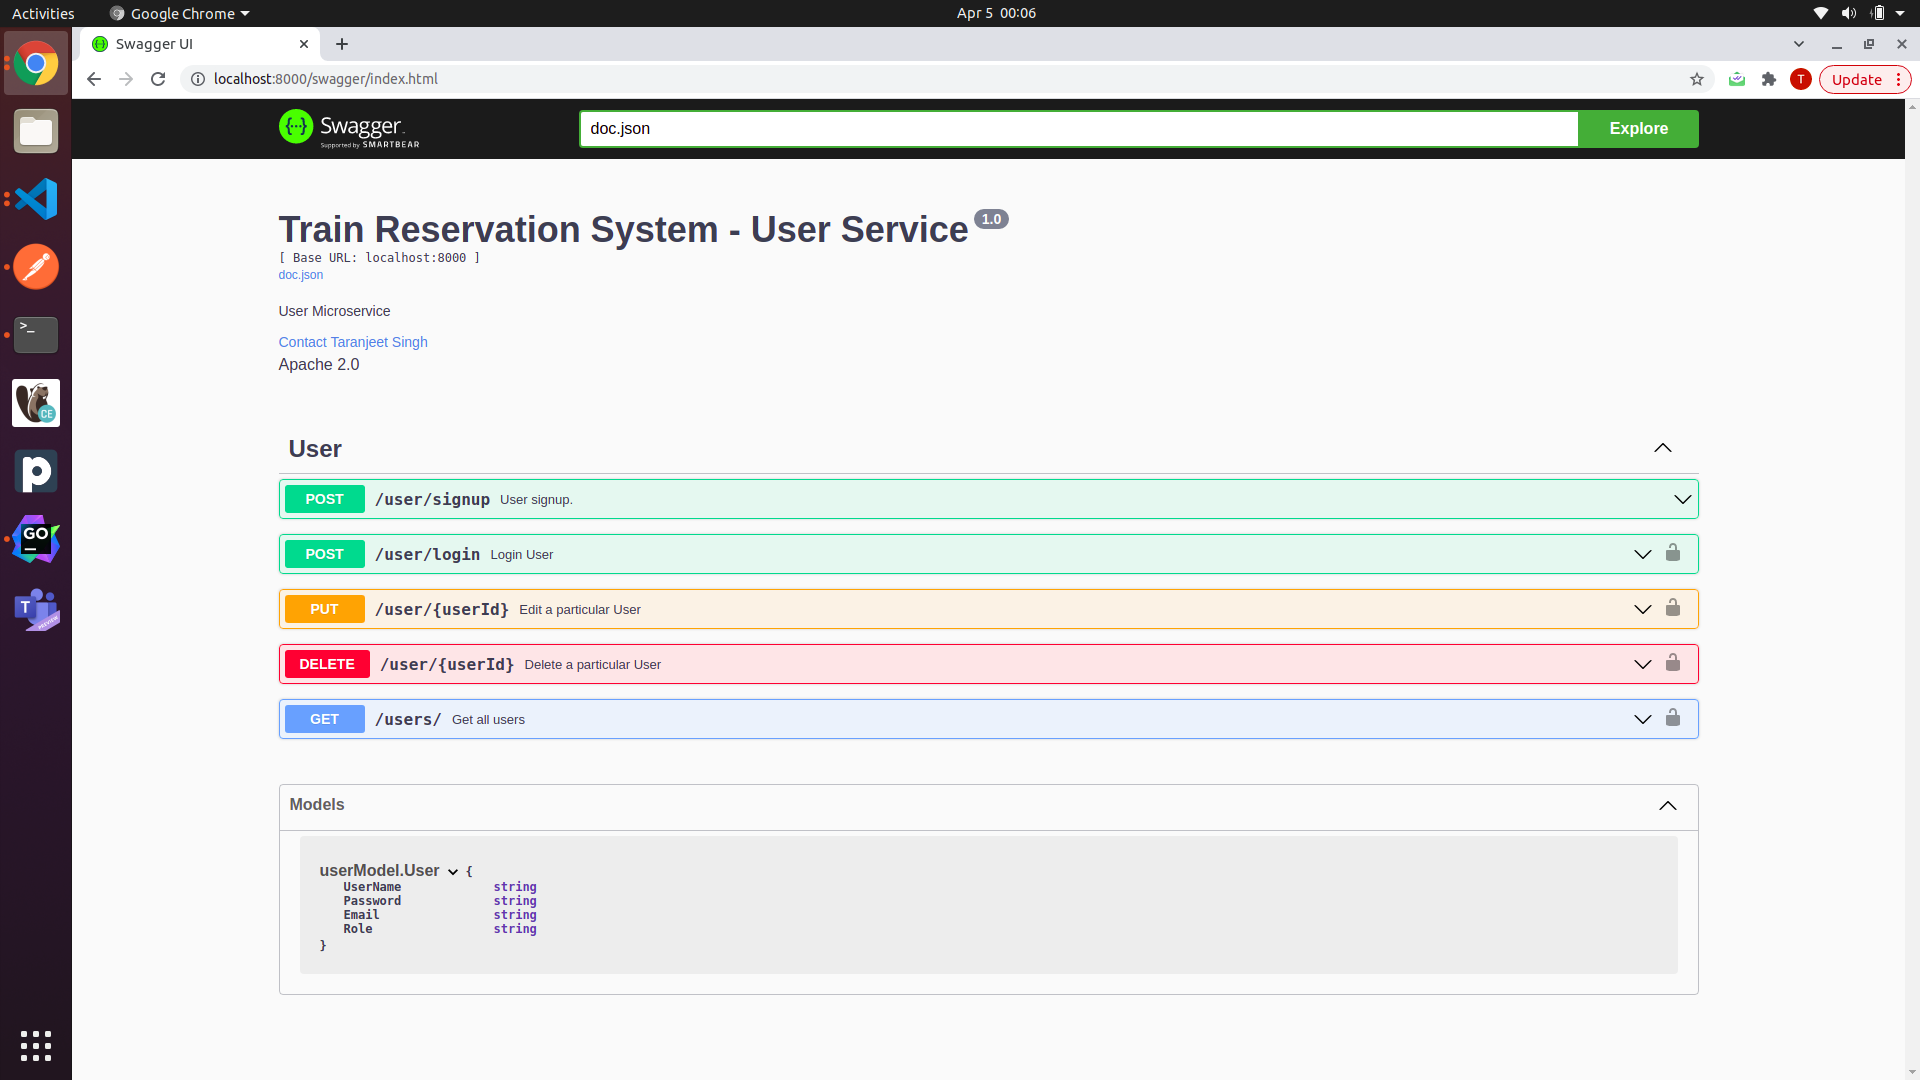 Activities
Google Chrome
Apr 5 00:06
Swagger UI
localhost:8000/swagger/index.html
T
Update
Swagger.
Supported by SMARTBEAR
doc.json
Explore
Train Reservation System - User Service 1.0
[ Base URL: localhost:8000 ]
doc.json
User Microservice
Contact Taranjeet Singh
Apache 2.0
User
POST /user/signup User signup.
POST /user/login Login User
PUT /user/{userId} Edit a particular User
DELETE /user/{userId} Delete a particular User
GET /users/ Get all users
Models
userModel.User {
UserName string
Password string
Email string
Role string
}
>_
CE
p
GO
T
PREVIEW